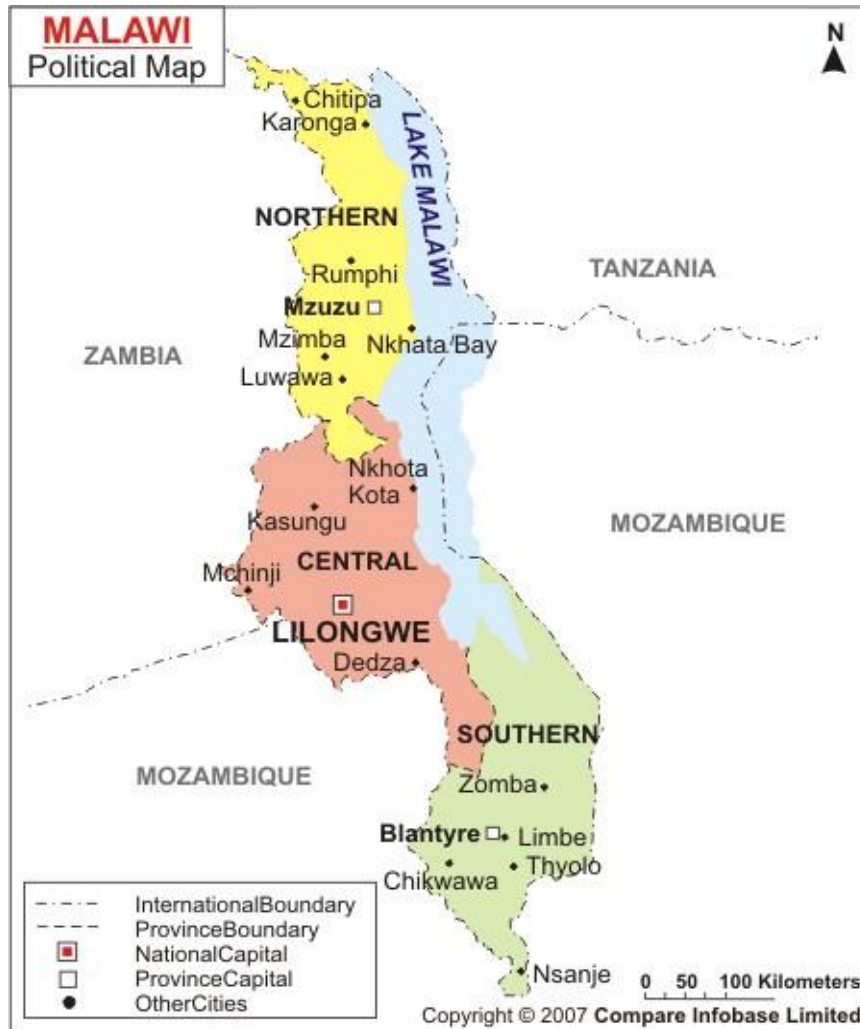 MALAWI
Political Map
N
Chitipa
Karonga
LAKE MALAWI
NORTHERN
TANZANIA
Rumphi
Mzuzu
Mzimba
Nkhata Bay
ZAMBIA
Luwawa
Nkhota
Kota
Kasungu
MOZAMBIQUE
CENTRAL
Mchinji
LILONGWE
Dedza
SOUTHERN
MOZAMBIQUE
Zomba
Blantyre
Limbe
Chikwawa
Thyolo
InternationalBoundary
ProvinceBoundary
NationalCapital
ProvinceCapital
OtherCities
Nsanje
0 50 100 Kilometers
Copyright © 2007 Compare Infobase Limited